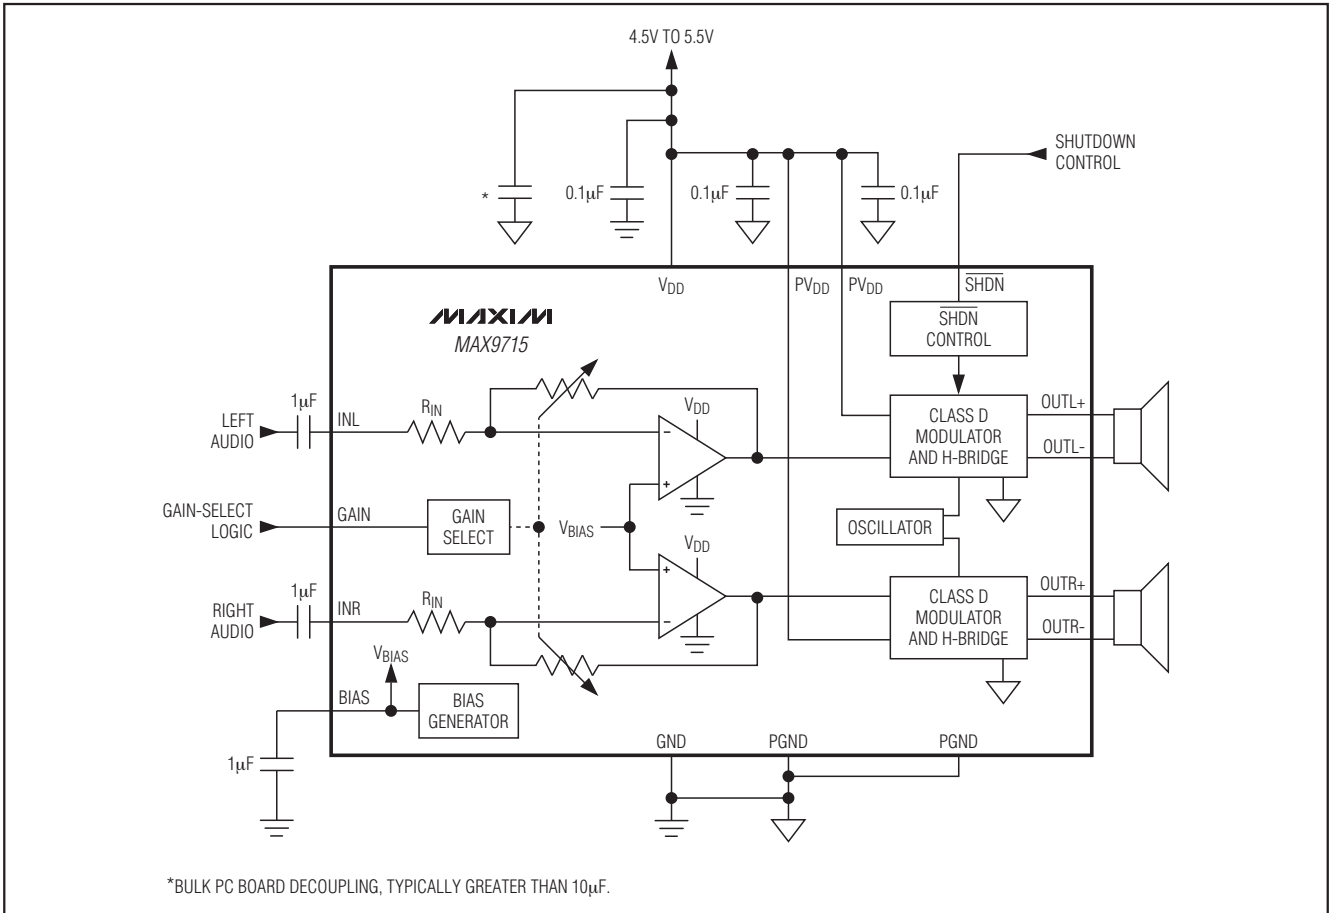 4.5V TO 5.5V
SHUTDOWN
CONTROL
*
0.1μF
0.1μF
0.1μF
VDD
PVDD
PVDD
SHDN
MAXIM
MAX9715
SHDN
CONTROL
1μF
LEFT
AUDIO
INL
RIN
VDD
-
+
CLASS D
MODULATOR
AND H-BRIDGE
OUTL+
OUTL-
GAIN-SELECT
LOGIC
GAIN
GAIN
SELECT
VBIAS
OSCILLATOR
VDD
+
-
1μF
RIGHT
AUDIO
INR
RIN
CLASS D
MODULATOR
AND H-BRIDGE
OUTR+
OUTR-
VBIAS
BIAS
BIAS
GENERATOR
1μF
GND
PGND
PGND
*BULK PC BOARD DECOUPLING, TYPICALLY GREATER THAN 10μF.